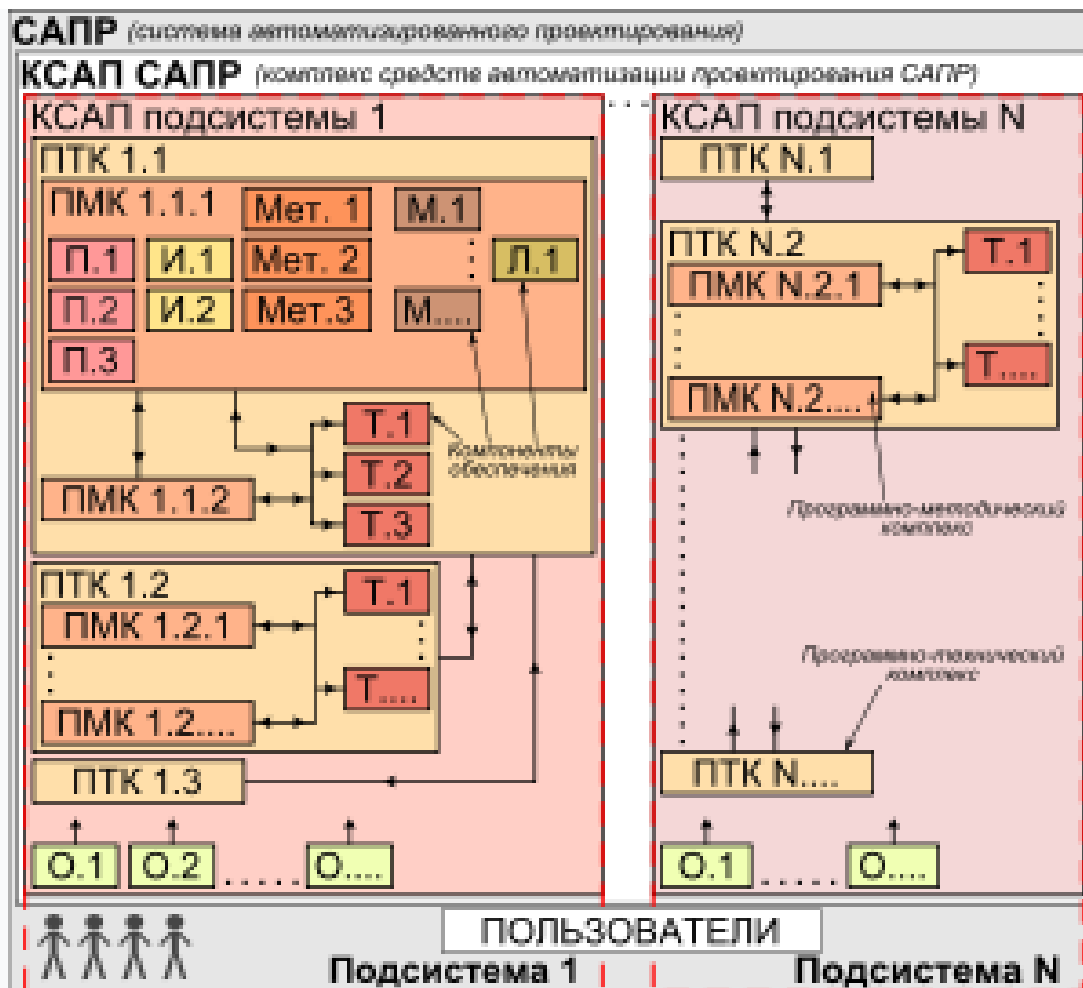 САПР (система автоматизированного проектирования)
КСАП САПР (комплекс средств автоматизации проектирования САПР)
КСАП подсистемы 1
ПТК 1.1
ПМК 1.1.1
Мет. 1
М.1
П.1
И.1
Мет. 2
Л.1
П.2
И.2
Мет.3
М....
П.3
Т.1
Компоненты
обеспечения
Т.2
ПМК 1.1.2
Т.3
ПТК 1.2
Т.1
ПМК 1.2.1
Т....
ПМК 1.2....
ПТК 1.3
О.1
О.2
......
О....
КСАП подсистемы N
ПТК N.1
ПТК N.2
Т.1
ПМК N.2.1
Т....
ПМК N.2....
Программно-методический
комплекс
Программно-технический
комплекс
ПТК N....
О.1
......
О....
ПОЛЬЗОВАТЕЛИ
Подсистема 1
Подсистема N